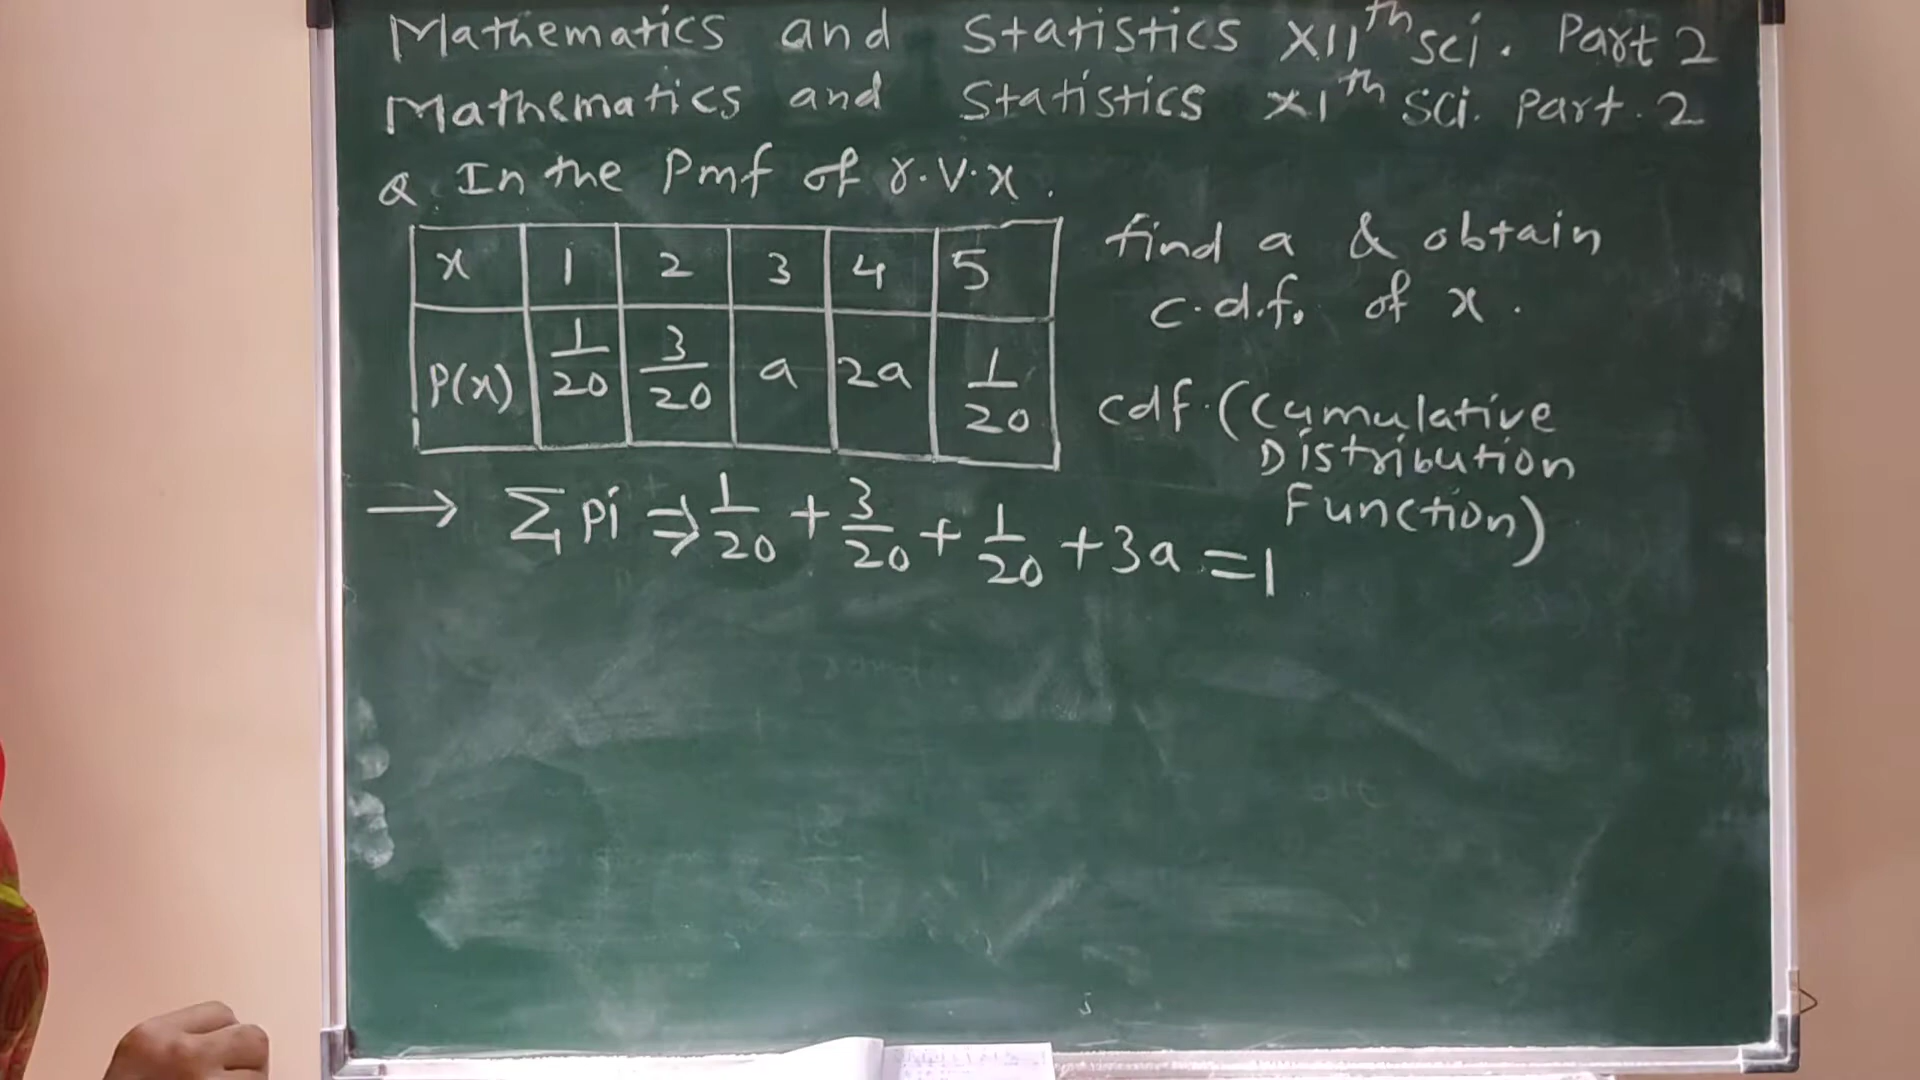 Mathematics and Statistics XIIth sci. Part 2
Mathematics and Statistics XIth sci. Part. 2
Q. In the Pmf of r.v.x.
x 1 2 3 4 5
P(x) 1/20 3/20 a 2a 1/20
find a & obtain
c.d.f. of x.
cdf. (Cumulative
Distribution
Function)
→ Σ pi ⇒ 1/20 + 3/20 + 1/20 + 3a = 1